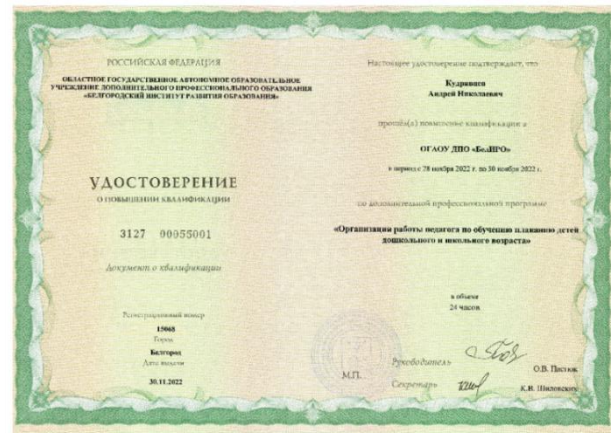 РОССИЙСКАЯ ФЕДЕРАЦИЯ
ОБЛАСТНОЕ ГОСУДАРСТВЕННОЕ АВТОНОМНОЕ ОБРАЗОВАТЕЛЬНОЕ
УЧРЕЖДЕНИЕ ДОПОЛНИТЕЛЬНОГО ПРОФЕССИОНАЛЬНОГО ОБРАЗОВАНИЯ
«БЕЛГОРОДСКИЙ ИНСТИТУТ РАЗВИТИЯ ОБРАЗОВАНИЯ»
УДОСТОВЕРЕНИЕ
О ПОВЫШЕНИИ КВАЛИФИКАЦИИ
3127 00055001
Документ о квалификации
Регистрационный номер
15068
Город
Белгород
Дата выдачи
30.11.2022
Настоящее удостоверение подтверждает, что
Кудрявцев
Андрей Николаевич
прошёл(а) повышение квалификации в
ОГАОУ ДПО «БелИРО»
в период с 28 ноября 2022 г. по 30 ноября 2022 г.
по дополнительной профессиональной программе
«Организация работы педагога по обучению плаванию детей
дошкольного и школьного возраста»
в объеме
24 часов
М.П.
Руководитель
О.В.
Секретарь
К.В.